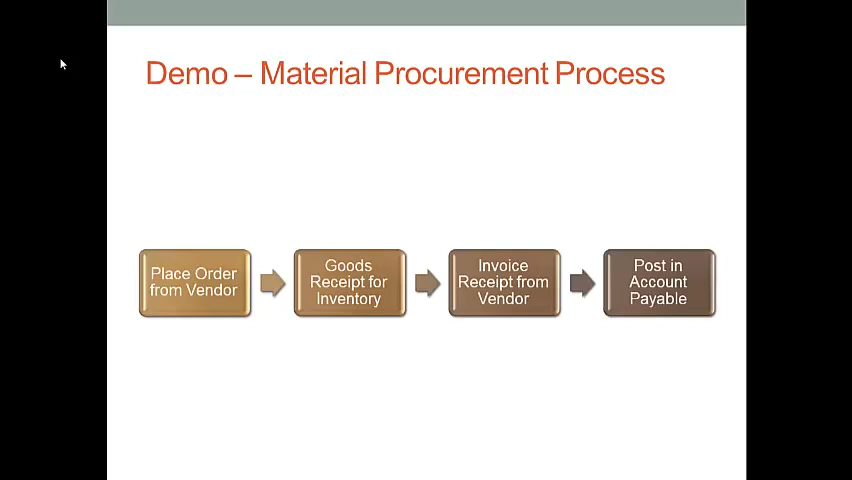 Demo – Material Procurement Process
Place Order
from Vendor
Goods
Receipt for
Inventory
Invoice
Receipt from
Vendor
Post in
Account
Payable